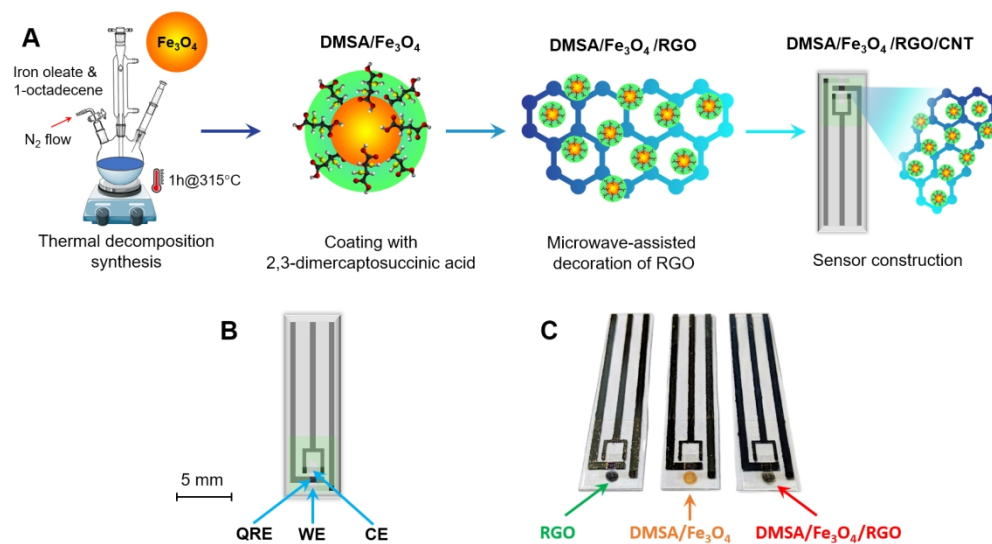 A
Fe₃O₄
Iron oleate &
1-octadecene
N₂ flow
1h@315°C
Thermal decomposition
synthesis
DMSA/Fe₃O₄
Coating with
2,3-dimercaptosuccinic acid
DMSA/Fe₃O₄ /RGO
Microwave-assisted
decoration of RGO
DMSA/Fe₃O₄ /RGO/CNT
Sensor construction
B
5 mm
QRE WE CE
C
RGO DMSA/Fe₃O₄ DMSA/Fe₃O₄/RGO